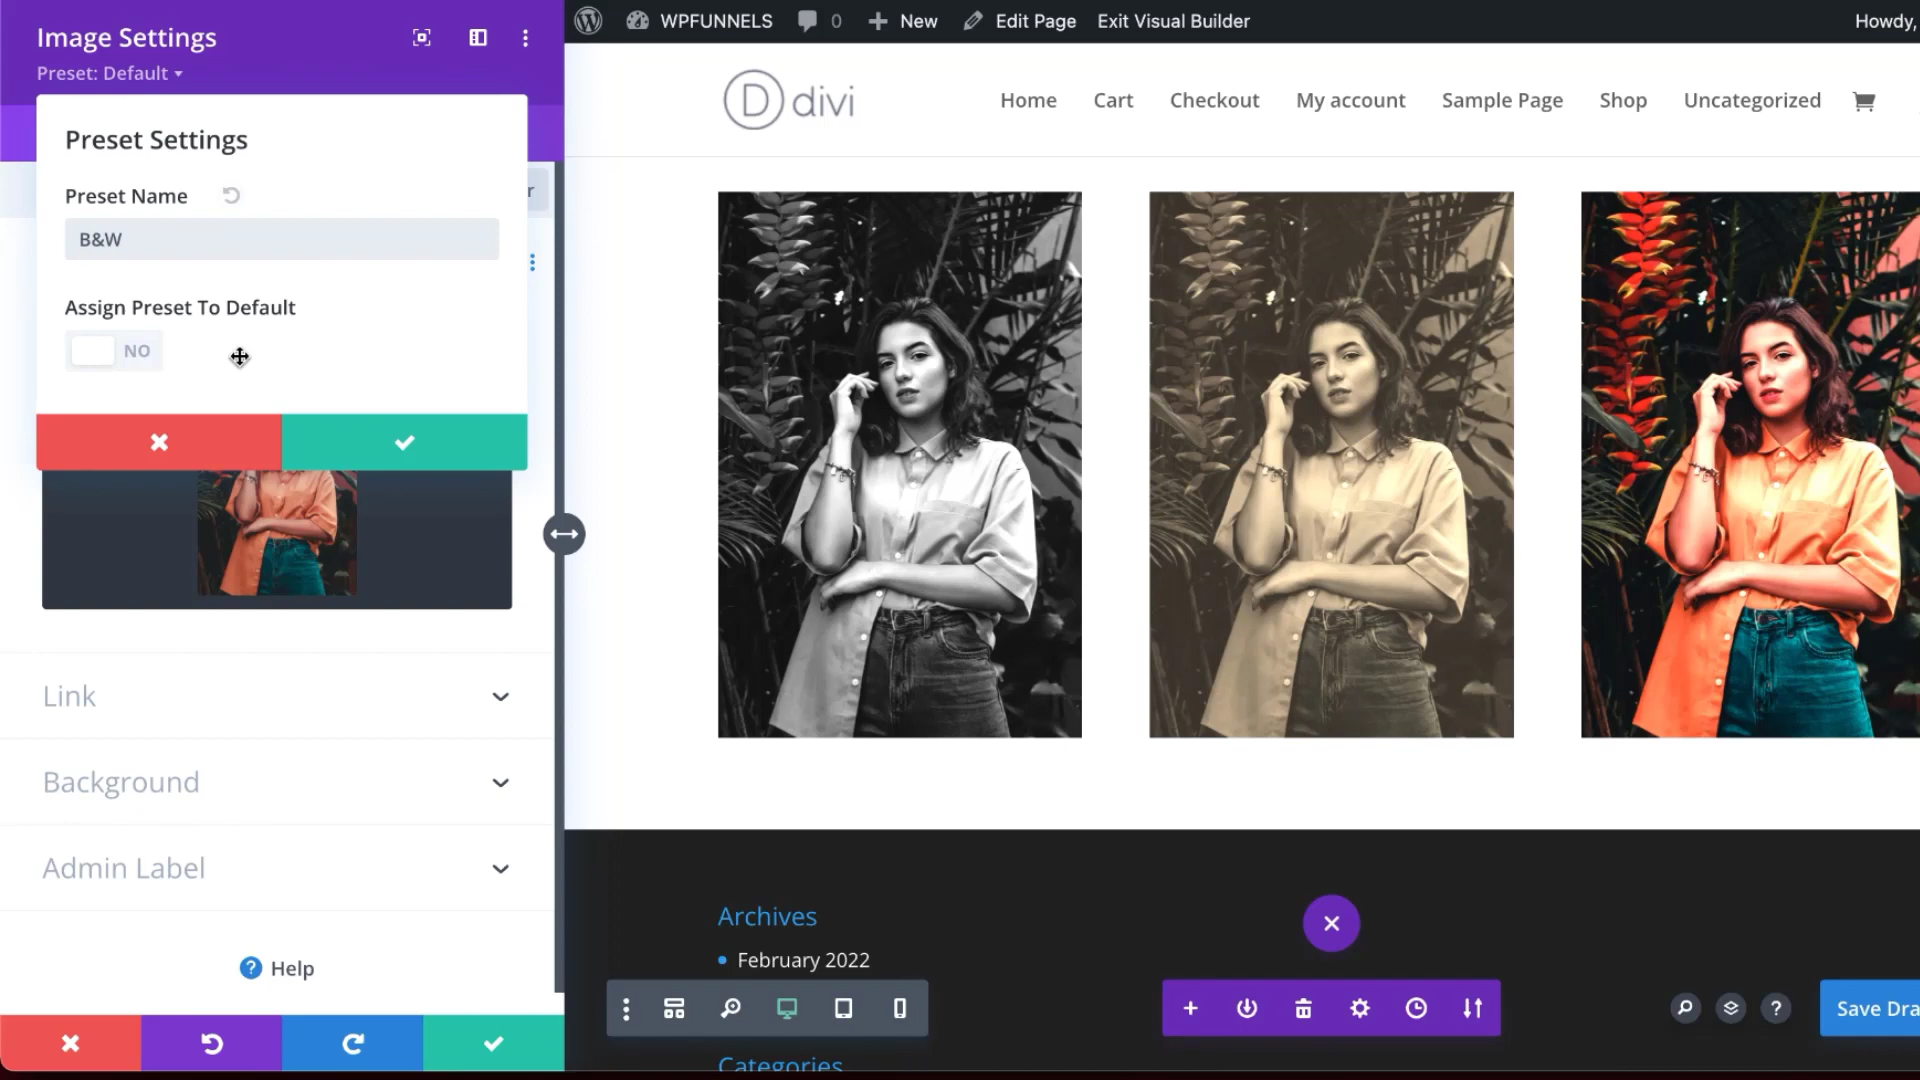 Image Settings
Preset: Default
Preset Settings
Preset Name
B&W
Assign Preset To Default
NO
r
Link
Background
Admin Label
? Help
WPFUNNELS
0
New
Edit Page
Exit Visual Builder
Howdy,
D divi
Home
Cart
Checkout
My account
Sample Page
Shop
Uncategorized
Archives
February 2022
Categories
?
Save Dra